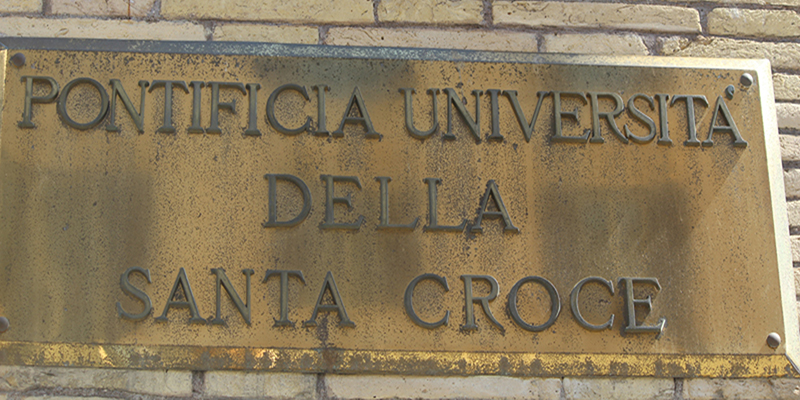 PONTIFICIA UNIVERSITÀ
DELLA
SANTA CROCE